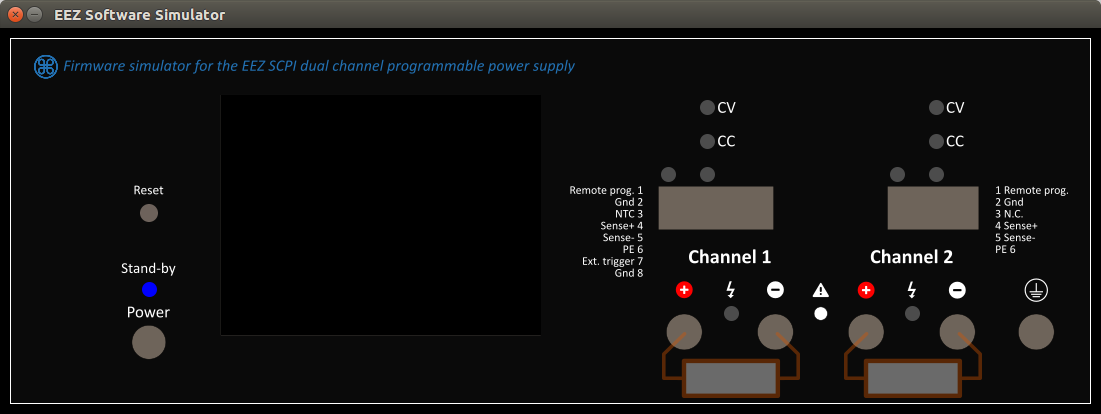 EEZ Software Simulator
Firmware simulator for the EEZ SCPI dual channel programmable power supply
CV
CC
CV
CC
Reset
Stand-by
Power
Remote prog. 1
Gnd 2
NTC 3
Sense+ 4
Sense- 5
PE 6
Ext. trigger 7
Gnd 8
1 Remote prog.
2 Gnd
3 N.C.
4 Sense+
5 Sense-
PE 6
Channel 1
Channel 2